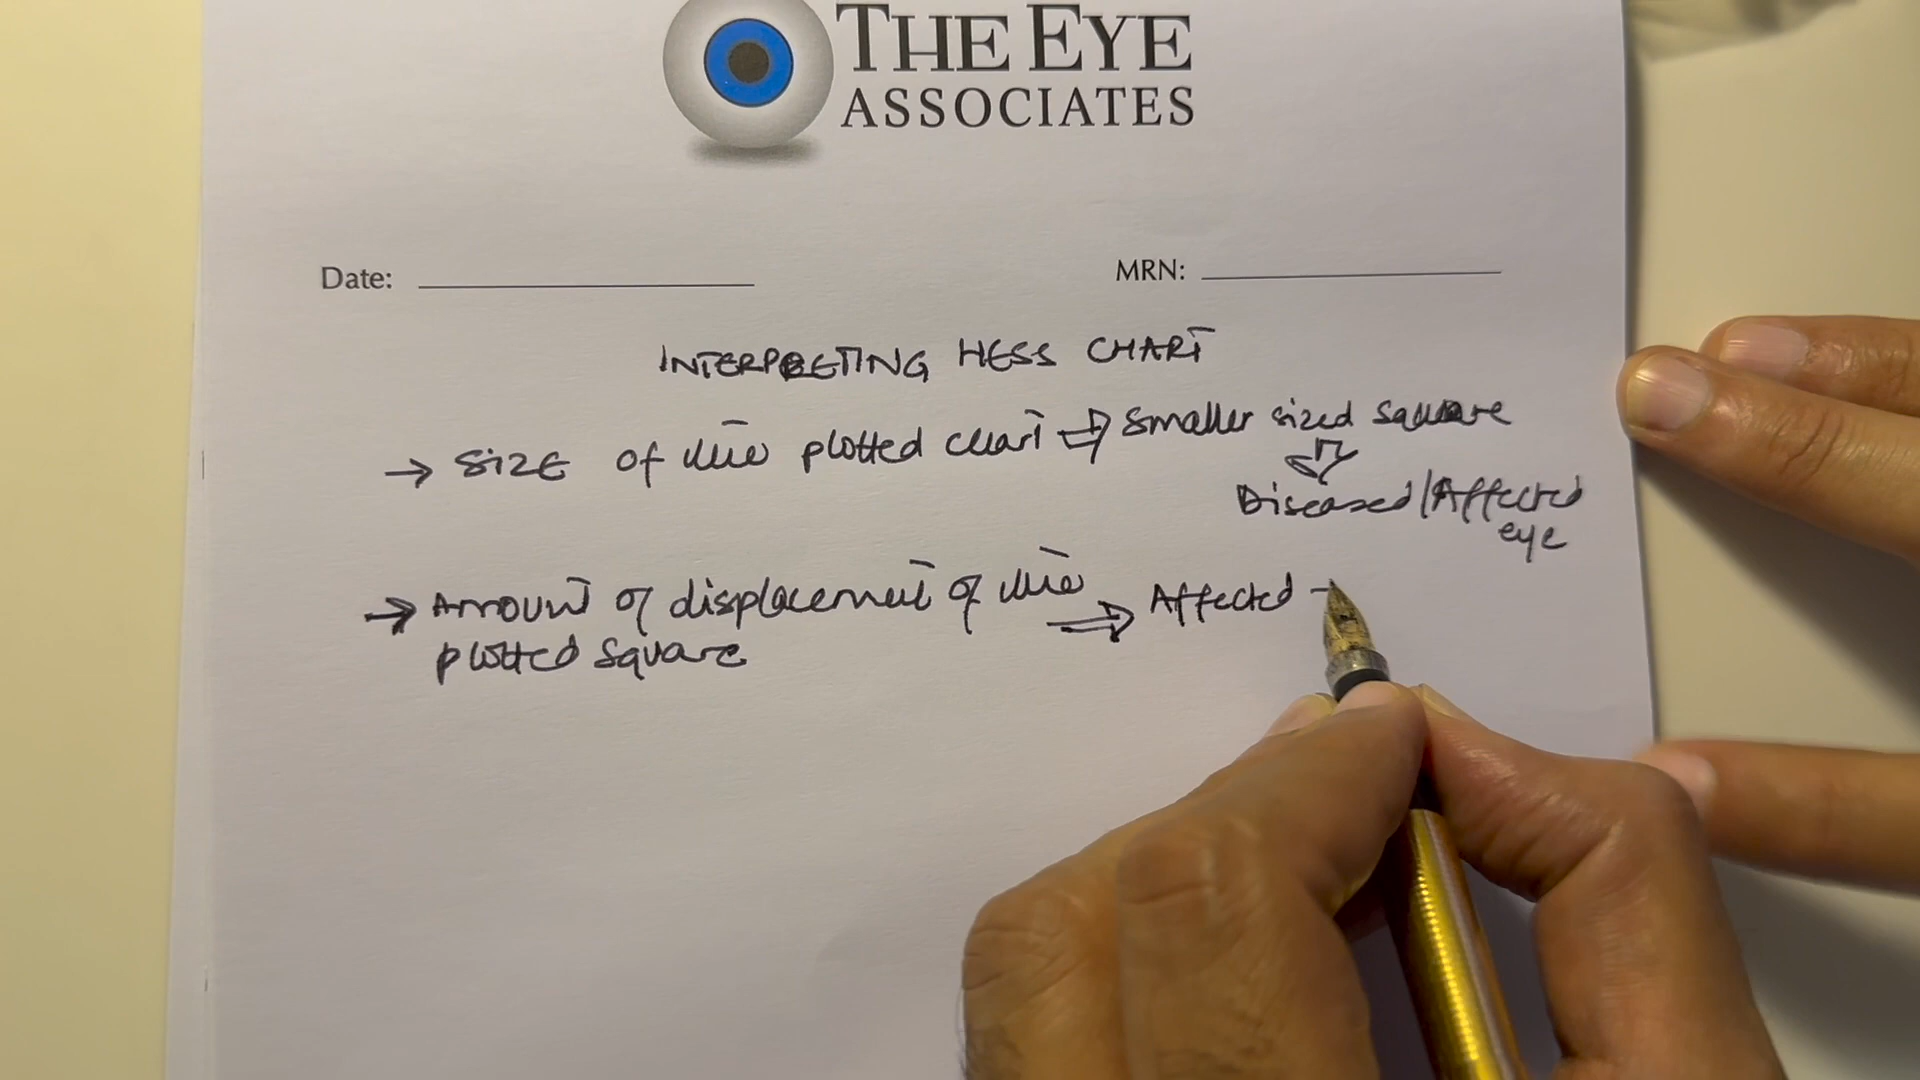 THE EYE
ASSOCIATES
Date: MRN:
INTERPRETING HESS CHART
→ SIZE of the plotted chart ⇒ Smaller sized square
Diseased/Affected
eye
→ Amount of displacement of the ⇒ Affected -
plotted square